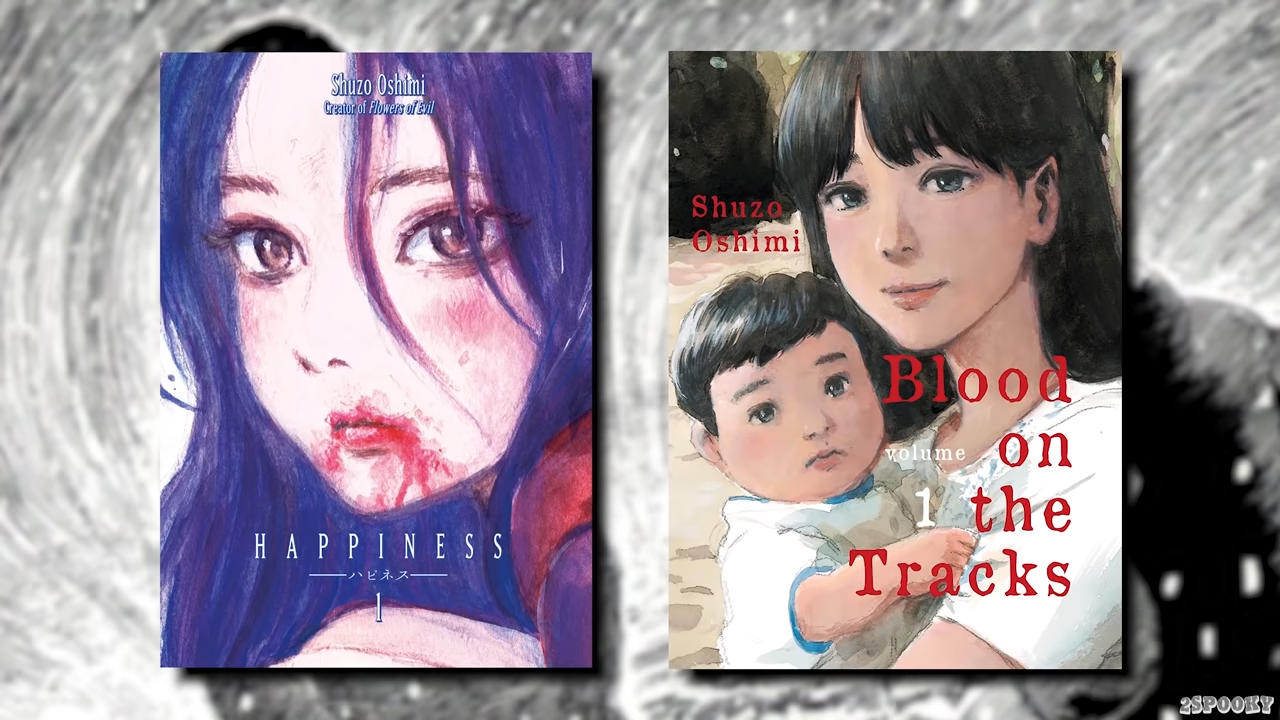 Shuzo Oshimi
Creator of Flowers of Evil
HAPPINESS
ハピネス
1
Shuzo
Oshimi
Blood
on
volume
1
the
Tracks
2SPOOKY